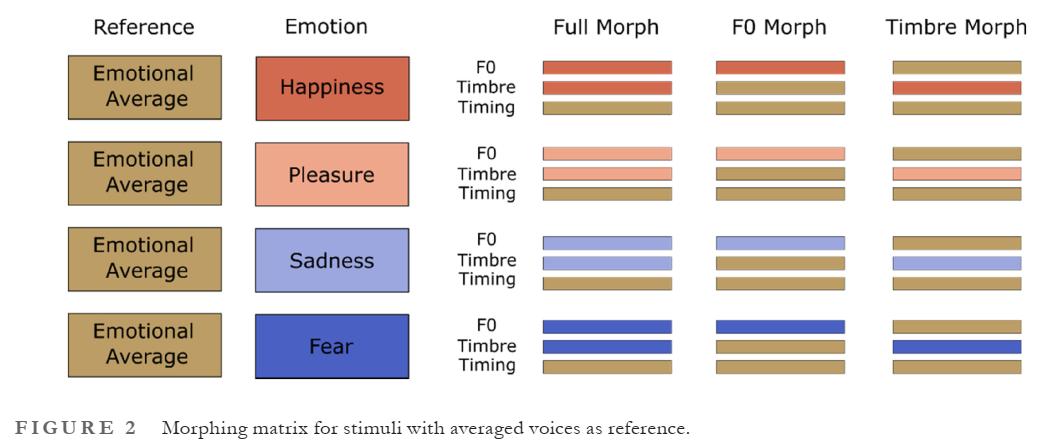 Reference Emotion Full Morph F0 Morph Timbre Morph
Emotional
Average
Happiness
F0
Timbre
Timing
Emotional
Average
Pleasure
F0
Timbre
Timing
Emotional
Average
Sadness
F0
Timbre
Timing
Emotional
Average
Fear
F0
Timbre
Timing
FIGURE 2 Morphing matrix for stimuli with averaged voices as reference.